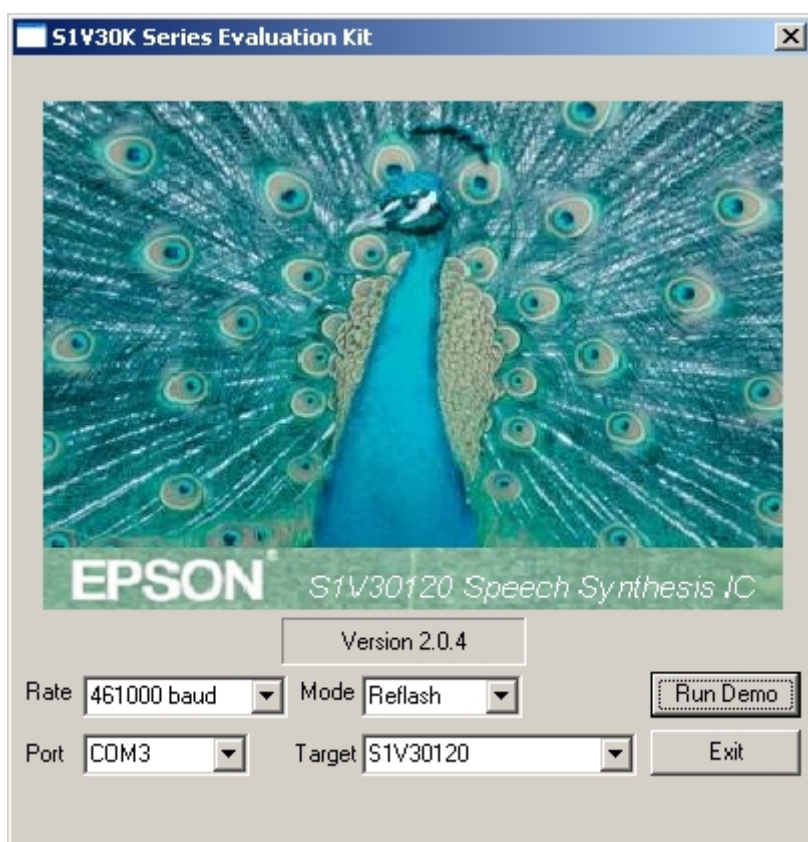 S1V30K Series Evaluation Kit
EPSON
S1V30120 Speech Synthesis IC
Version 2.0.4
Rate 461000 baud Mode Reflash Run Demo
Port COM3 Target S1V30120 Exit